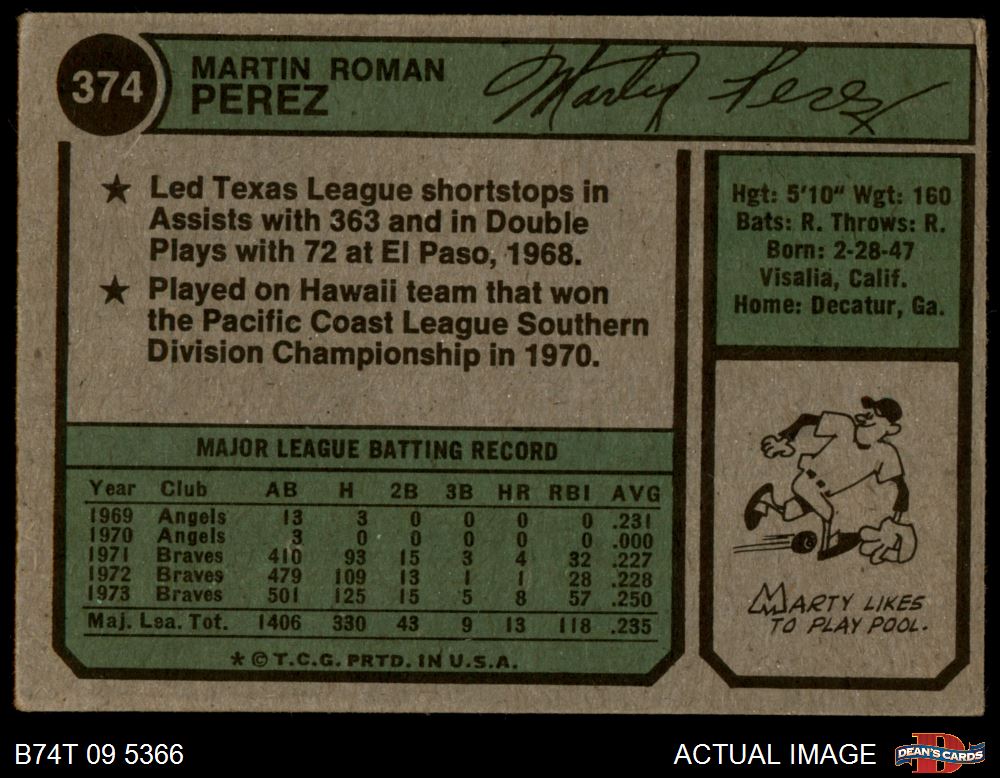 374
MARTIN ROMAN
PEREZ
Marty Perez
★ Led Texas League shortstops in
Assists with 363 and in Double
Plays with 72 at El Paso, 1968.
★ Played on Hawaii team that won
the Pacific Coast League Southern
Division Championship in 1970.
Hgt: 5'10" Wgt: 160
Bats: R. Throws: R.
Born: 2-28-47
Visalia, Calif.
Home: Decatur, Ga.
MAJOR LEAGUE BATTING RECORD
Year Club AB H 2B 3B HR RBI AVG
1969 Angels 13 3 0 0 0 0 .231
1970 Angels 3 0 0 0 0 0 .000
1971 Braves 410 93 15 3 4 32 .227
1972 Braves 479 109 13 1 1 28 .228
1973 Braves 501 125 15 5 8 57 .250
Maj. Lea. Tot. 1406 330 43 9 13 118 .235
* © T.C.G. PRTD. IN U.S.A.
MARTY LIKES
TO PLAY POOL.
B74T 09 5366
ACTUAL IMAGE
DEAN'S CARDS